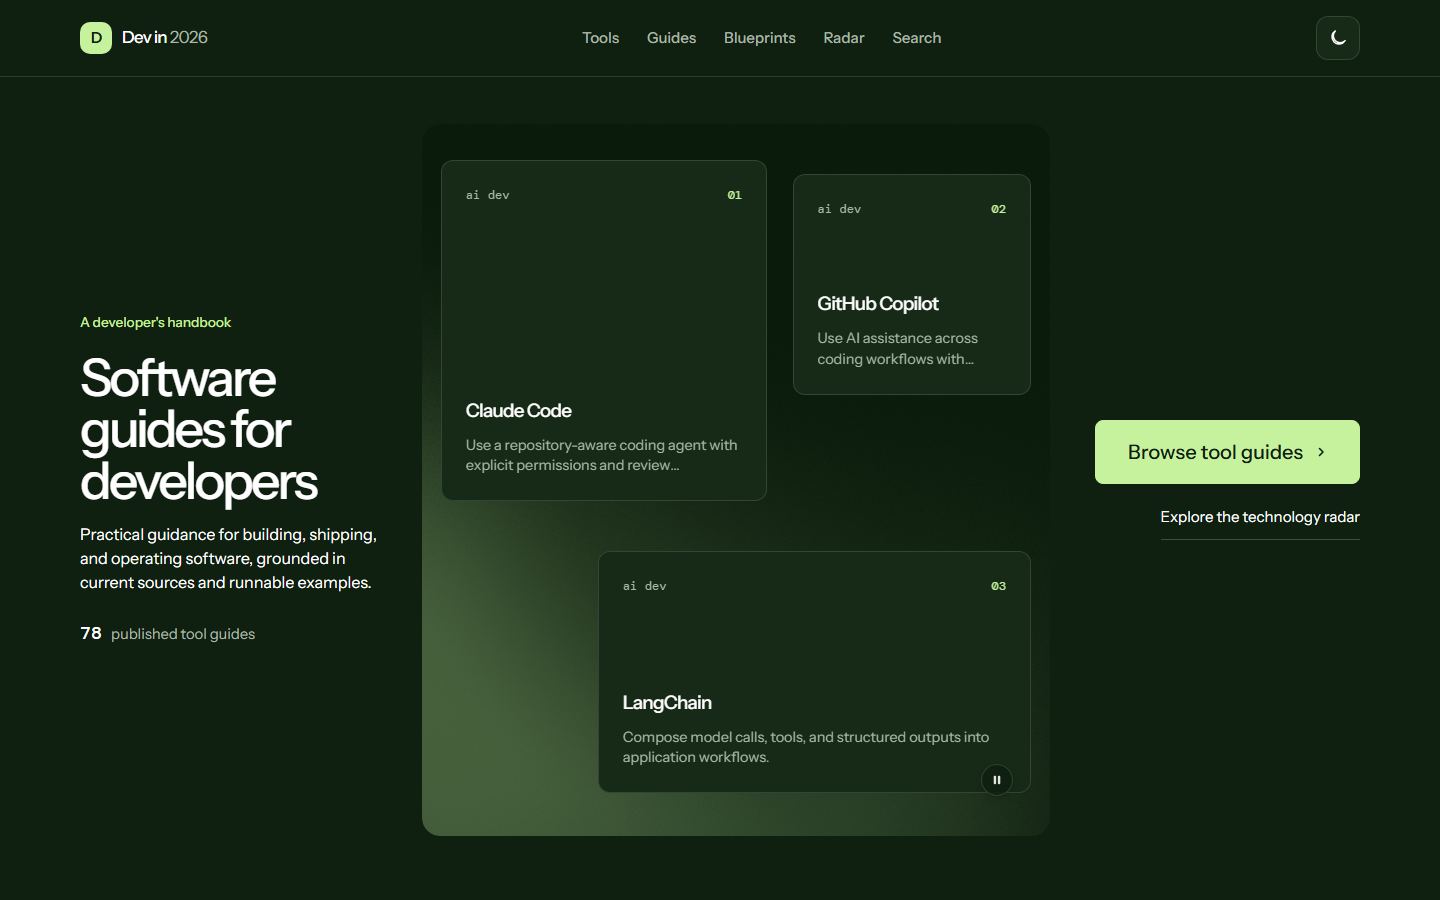 D Dev in 2026
Tools Guides Blueprints Radar Search
A developer's handbook
Software
guides for
developers
Practical guidance for building, shipping,
and operating software, grounded in
current sources and runnable examples.
78 published tool guides
ai dev 01
Claude Code
Use a repository-aware coding agent with
explicit permissions and review...
ai dev 02
GitHub Copilot
Use AI assistance across
coding workflows with...
ai dev 03
LangChain
Compose model calls, tools, and structured outputs into
application workflows.
Browse tool guides
Explore the technology radar